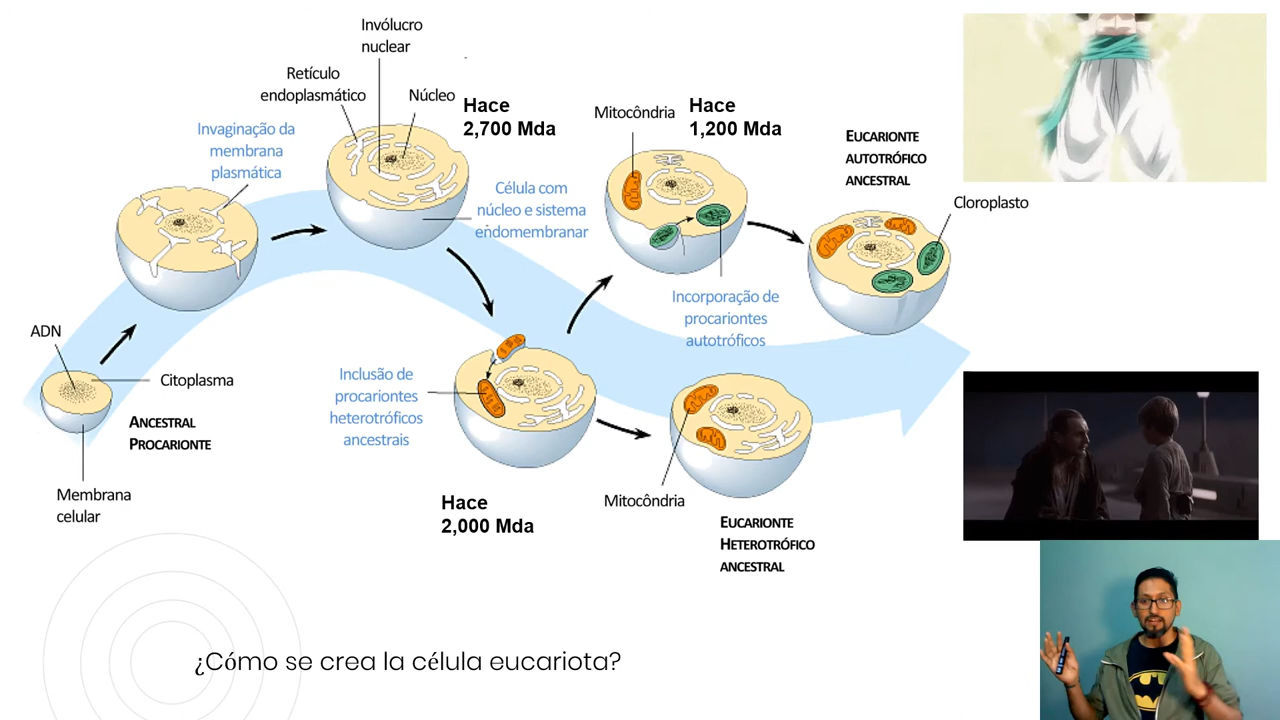 Invólucro
nuclear
Retículo
endoplasmático
Núcleo
Hace
2,700 Mda
Invaginação da
membrana
plasmática
Célula com
núcleo e sistema
endomembranar
Mitocôndria
Hace
1,200 Mda
EUCARIONTE
AUTOTRÓFICO
ANCESTRAL
Cloroplasto
Incorporação de
procariontes
autotróficos
ADN
Citoplasma
ANCESTRAL
PROCARIONTE
Membrana
celular
Inclusão de
procariontes
heterotróficos
ancestrais
Hace
2,000 Mda
Mitocôndria
EUCARIONTE
HETEROTRÓFICO
ANCESTRAL
¿Cómo se crea la célula eucariota?